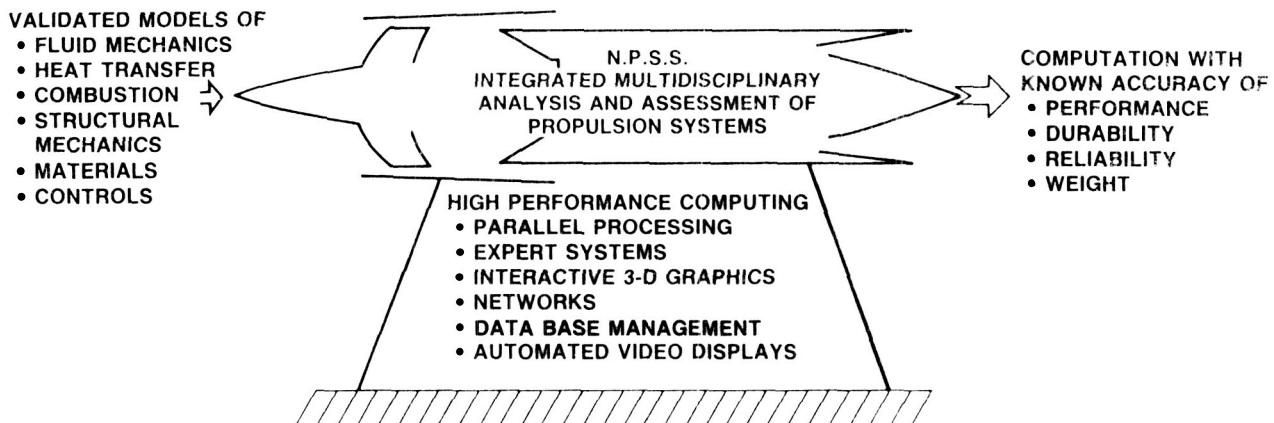 VALIDATED MODELS OF
• FLUID MECHANICS
• HEAT TRANSFER
• COMBUSTION
• STRUCTURAL
MECHANICS
• MATERIALS
• CONTROLS
N.P.S.S.
INTEGRATED MULTIDISCIPLINARY
ANALYSIS AND ASSESSMENT OF
PROPULSION SYSTEMS
HIGH PERFORMANCE COMPUTING
• PARALLEL PROCESSING
• EXPERT SYSTEMS
• INTERACTIVE 3-D GRAPHICS
• NETWORKS
• DATA BASE MANAGEMENT
• AUTOMATED VIDEO DISPLAYS
COMPUTATION WITH
KNOWN ACCURACY OF
• PERFORMANCE
• DURABILITY
• RELIABILITY
• WEIGHT